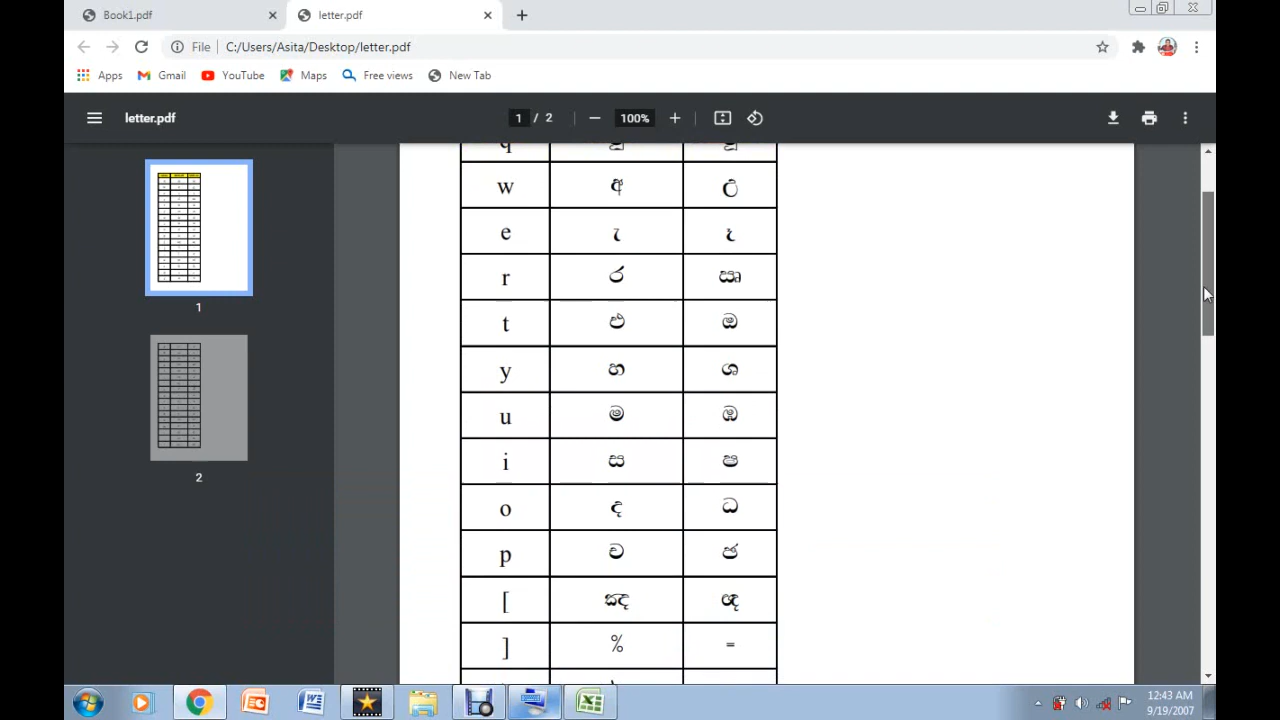 Book1.pdf
letter.pdf
File
C:/Users/Asita/Desktop/letter.pdf
Apps
Gmail
YouTube
Maps
Free views
New Tab
letter.pdf
1 / 2
100%
q
w අ උ
e ැ ෑ
r ර ඍ
t එ ඔ
y හ ශ
u ම ඹ
i ස ෂ
o ද ධ
p ච ඡ
[ ඤ ඥ
] % =
1
2
12:43 AM
9/19/2007